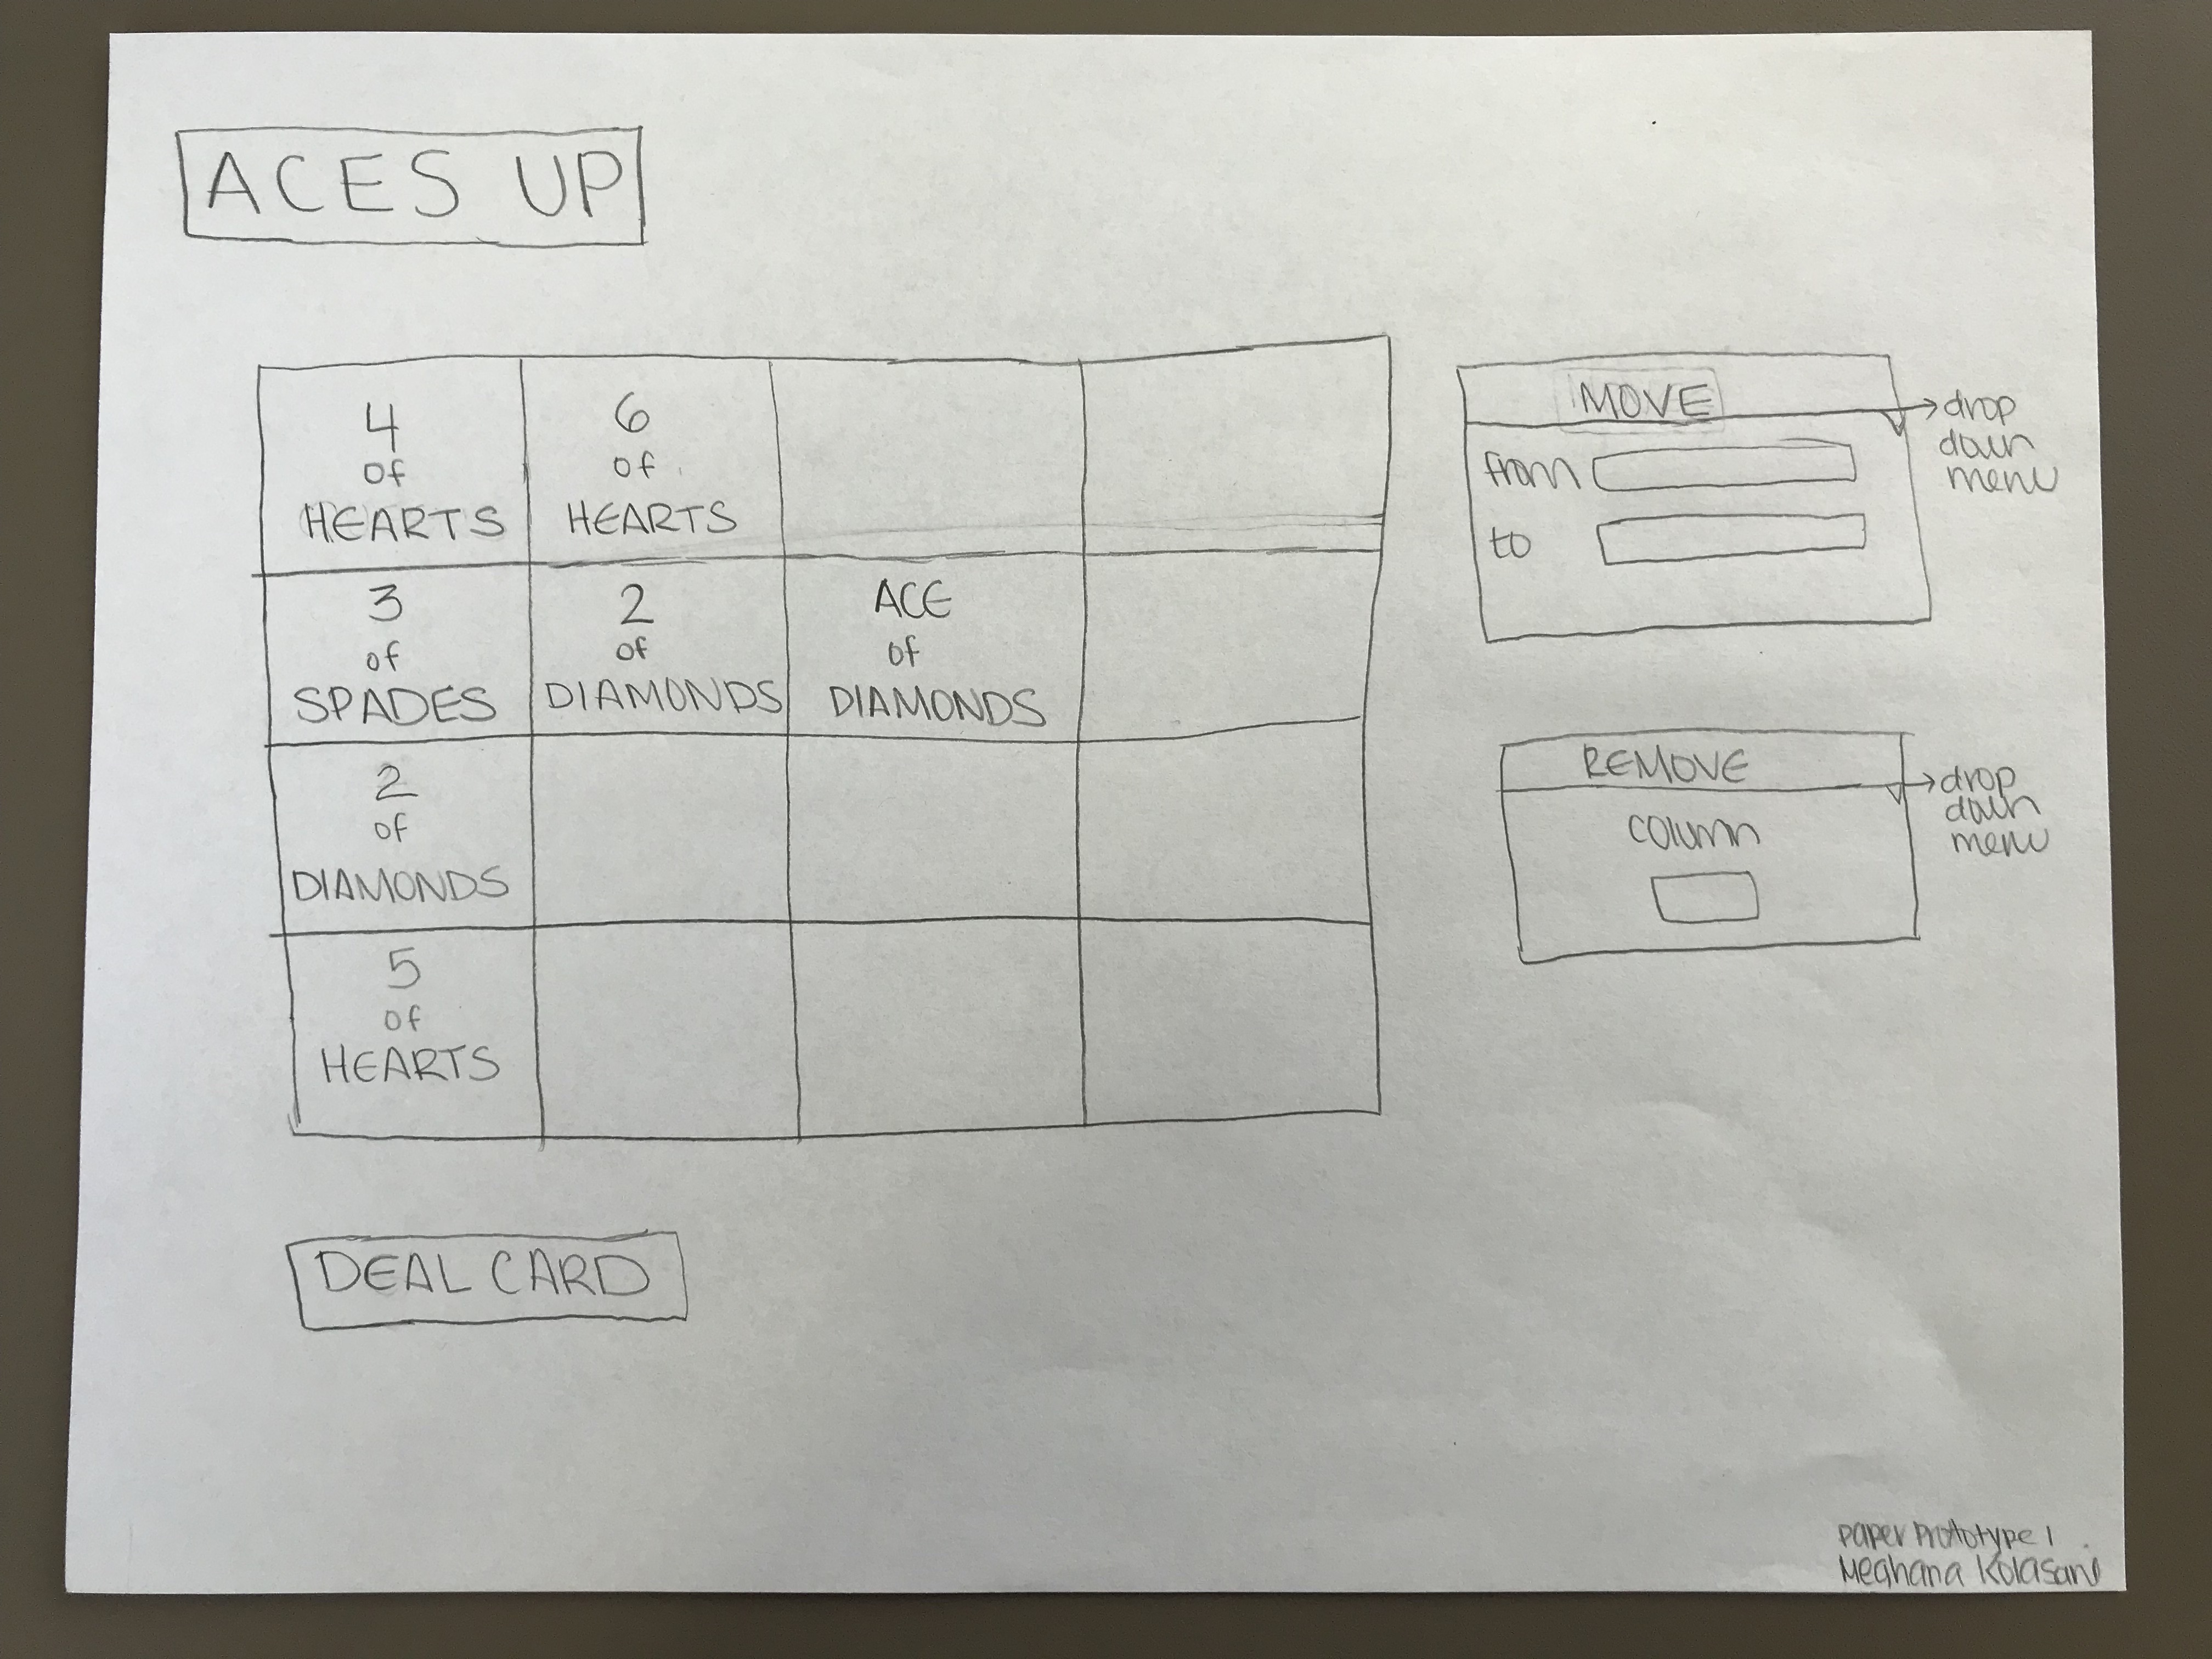 ACES UP
4
of
HEARTS
6
of
HEARTS
3
of
SPADES
2
of
DIAMONDS
ACE
of
DIAMONDS
2
of
DIAMONDS
5
of
HEARTS
MOVE
from
to
drop
down
menu
REMOVE
column
drop
down
menu
DEAL CARD
Paper Prototype 1
Meghana Kolasani